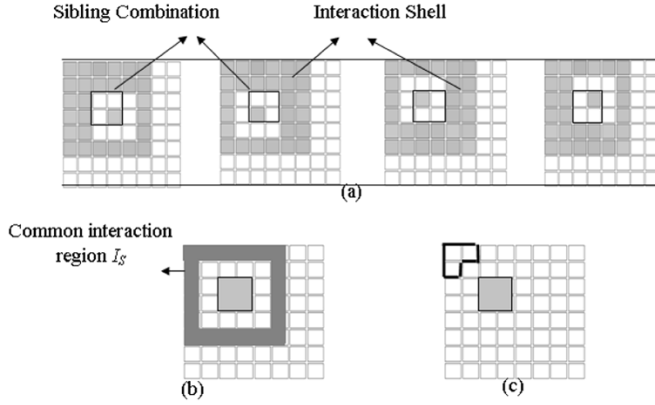 Sibling Combination
Interaction Shell
(a)
Common interaction
region I_S
(b)
(c)